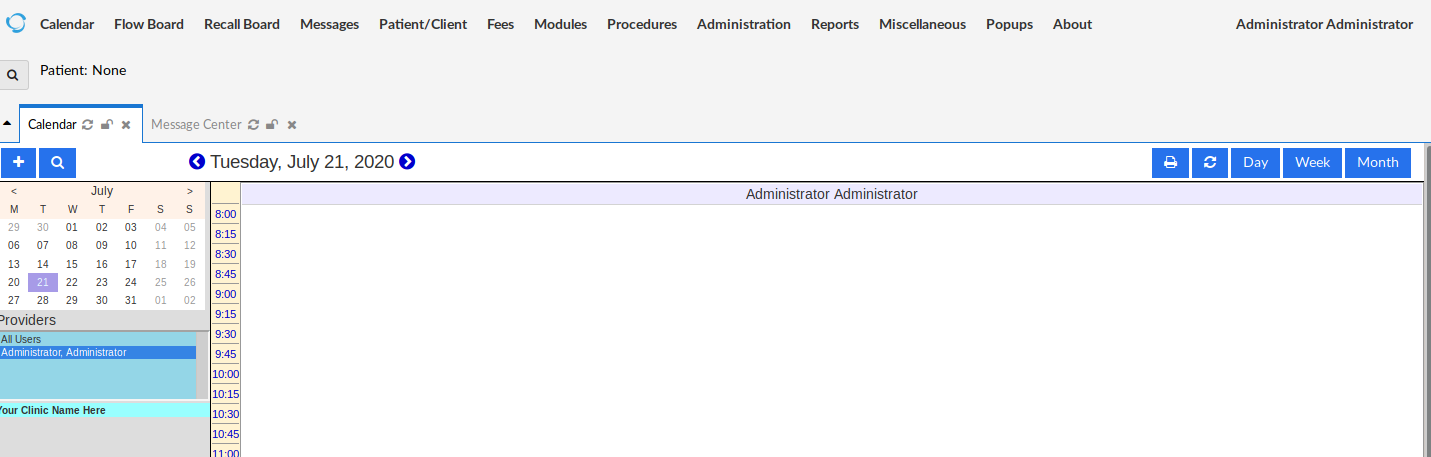 Calendar Flow Board Recall Board Messages Patient/Client Fees Modules Procedures Administration Reports Miscellaneous Popups About Administrator Administrator
Patient: None
Calendar Message Center
Tuesday, July 21, 2020 Day Week Month
< July >
M T W T F S S
29 30 01 02 03 04 05
06 07 08 09 10 11 12
13 14 15 16 17 18 19
20 21 22 23 24 25 26
27 28 29 30 31 01 02
Providers
All Users
Administrator, Administrator
Your Clinic Name Here
Administrator Administrator
8:00
8:15
8:30
8:45
9:00
9:15
9:30
9:45
10:00
10:15
10:30
10:45
11:00